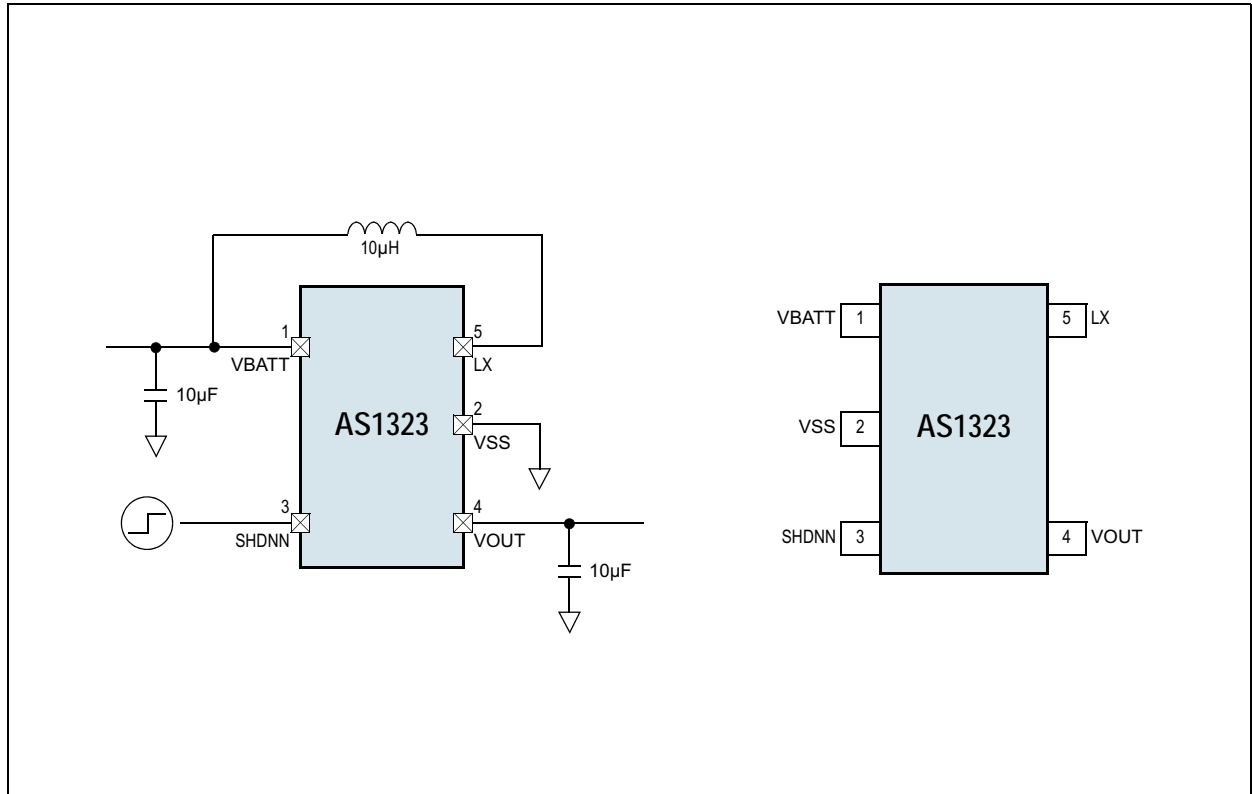 10µH
1
VBATT
5
LX
10µF
AS1323
2
VSS
3
SHDNN
4
VOUT
10µF
VBATT 1
5 LX
VSS 2
AS1323
SHDNN 3
4 VOUT